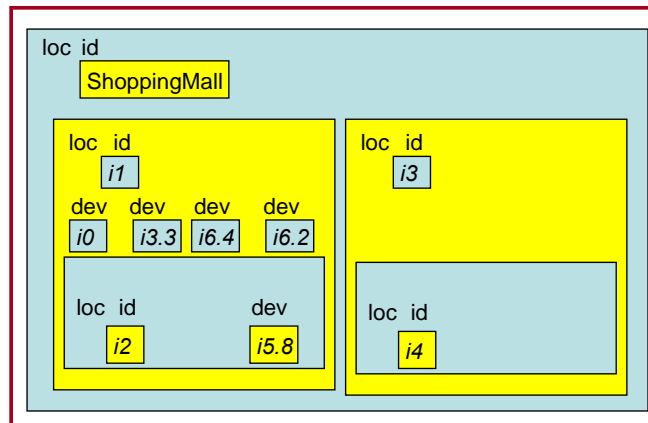 loc id
ShoppingMall
loc id
i1
dev dev dev dev
i0 i3.3 i6.4 i6.2
loc id dev
i2 i5.8
loc id
i3
loc id
i4